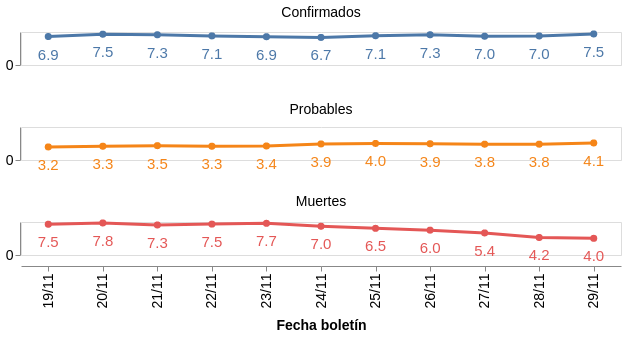 Confirmados
0
6.9 7.5 7.3 7.1 6.9 6.7 7.1 7.3 7.0 7.0 7.5
Probables
0
3.2 3.3 3.5 3.3 3.4 3.9 4.0 3.9 3.8 3.8 4.1
Muertes
0
7.5 7.8 7.3 7.5 7.7 7.0 6.5 6.0 5.4 4.2 4.0
19/11 20/11 21/11 22/11 23/11 24/11 25/11 26/11 27/11 28/11 29/11
Fecha boletín